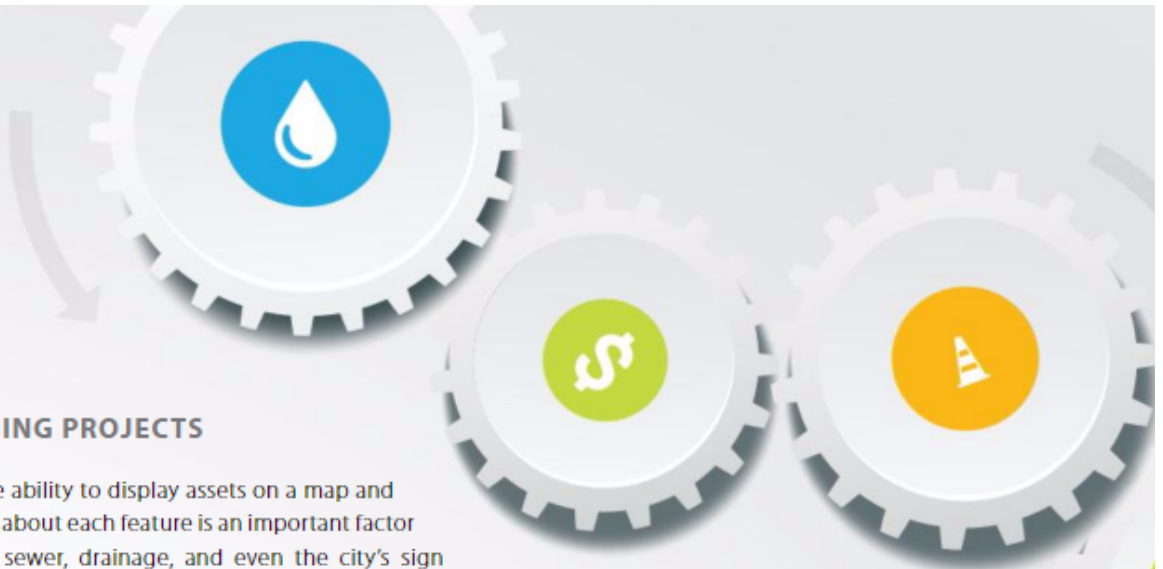 ING PROJECTS
ability to display assets on a map and
about each feature is an important factor
sewer, drainage, and even the city's sign
$